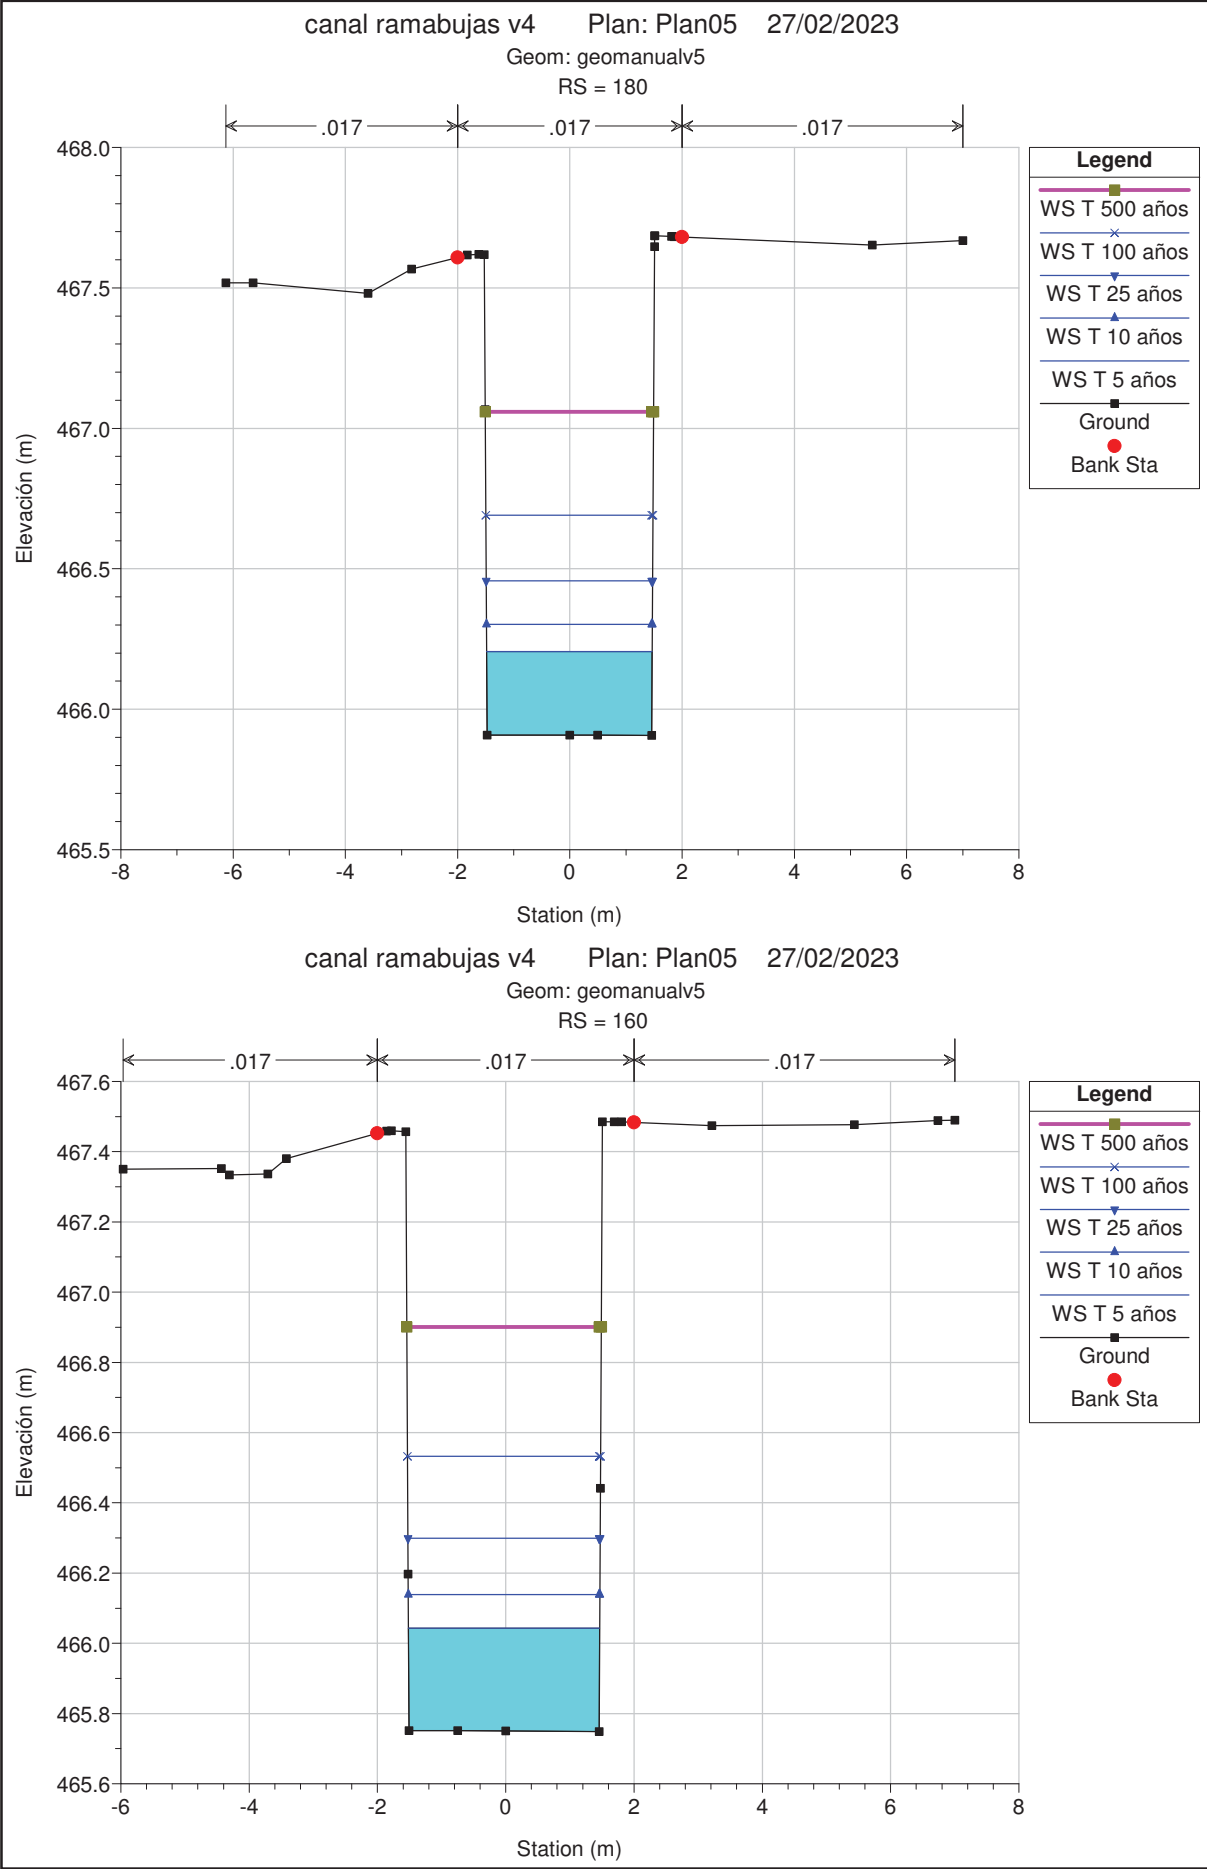 canal ramabujas v4 Plan: Plan05 27/02/2023
Geom: geomanualv5
RS = 180
.017 .017 .017
468.0
467.5
467.0
466.5
466.0
465.5
-8 -6 -4 -2 0 2 4 6 8
Station (m)
Elevación (m)
Legend
WS T 500 años
WS T 100 años
WS T 25 años
WS T 10 años
WS T 5 años
Ground
Bank Sta
canal ramabujas v4 Plan: Plan05 27/02/2023
Geom: geomanualv5
RS = 160
.017 .017 .017
467.6
467.4
467.2
467.0
466.8
466.6
466.4
466.2
466.0
465.8
465.6
-6 -4 -2 0 2 4 6 8
Station (m)
Elevación (m)
Legend
WS T 500 años
WS T 100 años
WS T 25 años
WS T 10 años
WS T 5 años
Ground
Bank Sta